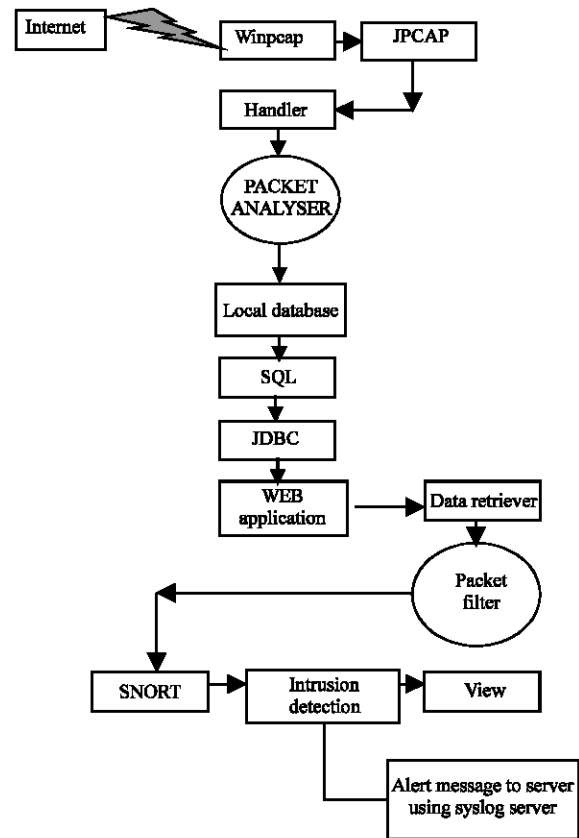 Internet
Winpcap
JPCAP
Handler
PACKET
ANALYSER
Local database
SQL
JDBC
WEB
application
Data retriever
Packet
filter
SNORT
Intrusion
detection
View
Alert message to server
using syslog server